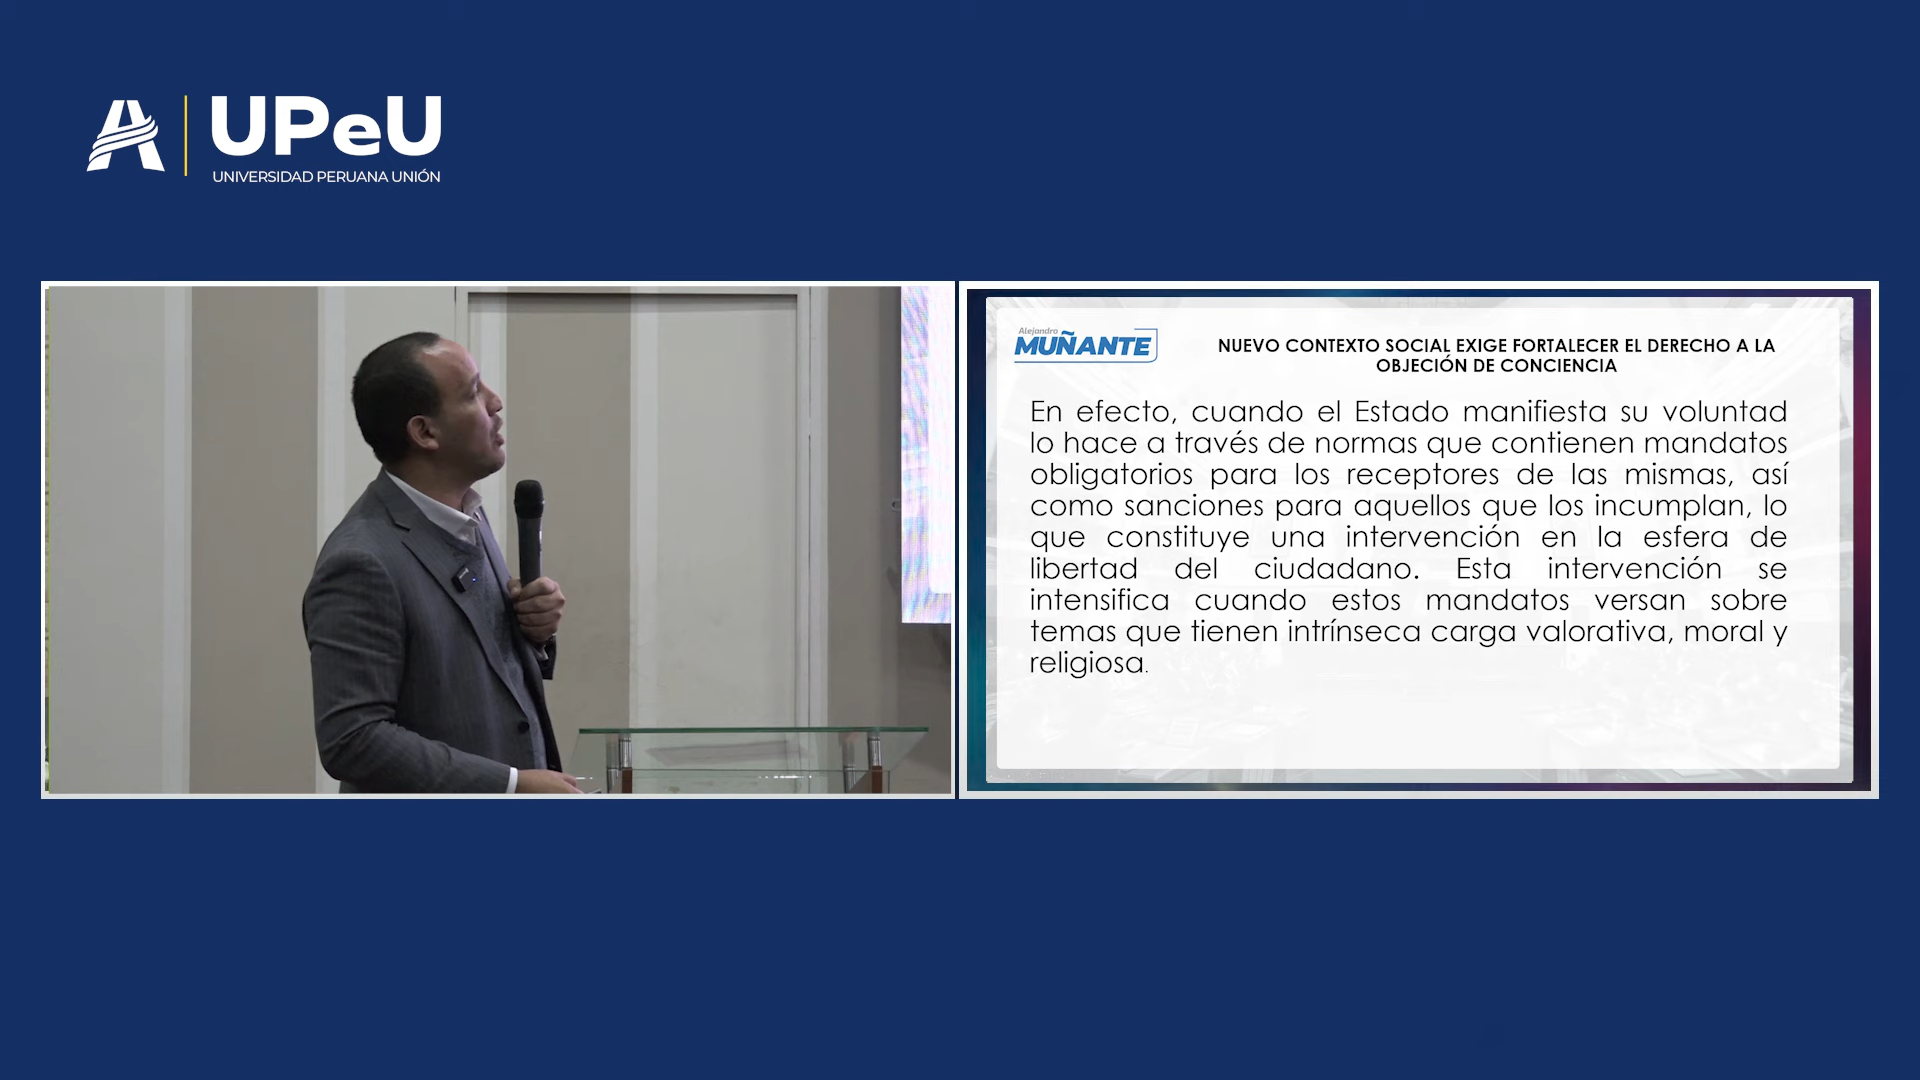 UPeU
UNIVERSIDAD PERUANA UNIÓN
Alejandro
MUÑANTE
NUEVO CONTEXTO SOCIAL EXIGE FORTALECER EL DERECHO A LA
OBJECIÓN DE CONCIENCIA
En efecto, cuando el Estado manifiesta su voluntad
lo hace a través de normas que contienen mandatos
obligatorios para los receptores de las mismas, así
como sanciones para aquellos que los incumplan, lo
que constituye una intervención en la esfera de
libertad del ciudadano. Esta intervención se
intensifica cuando estos mandatos versan sobre
temas que tienen intrínseca carga valorativa, moral y
religiosa.